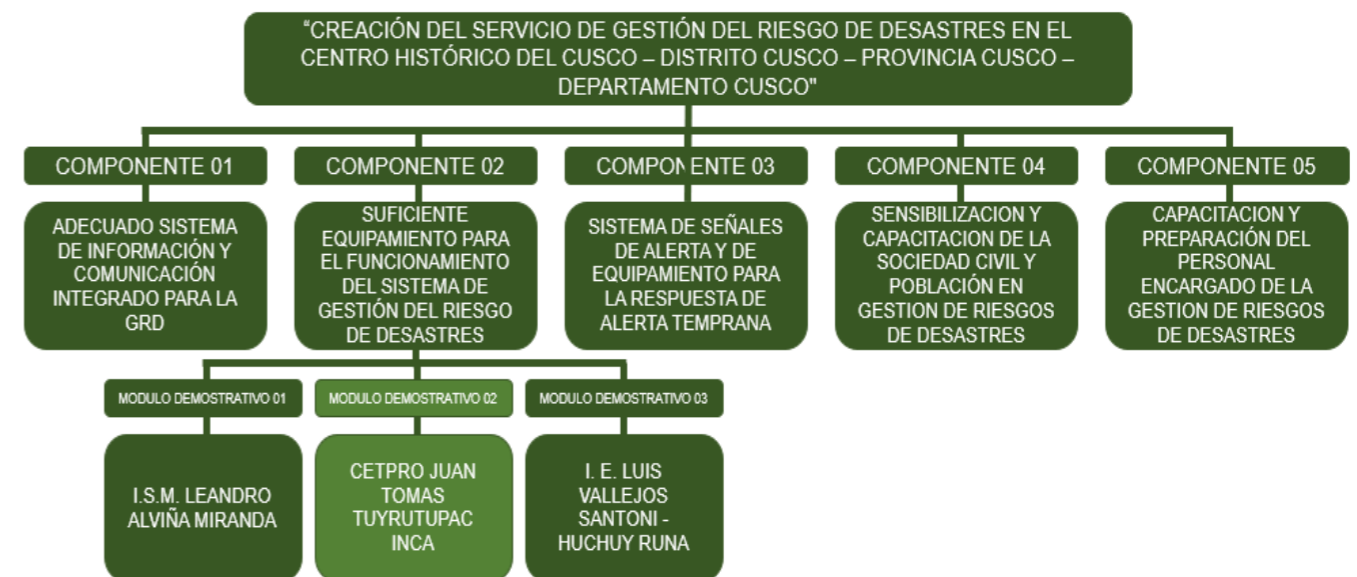 “CREACIÓN DEL SERVICIO DE GESTIÓN DEL RIESGO DE DESASTRES EN EL
CENTRO HISTÓRICO DEL CUSCO – DISTRITO CUSCO – PROVINCIA CUSCO –
DEPARTAMENTO CUSCO"
COMPONENTE 01
ADECUADO SISTEMA
DE INFORMACIÓN Y
COMUNICACIÓN
INTEGRADO PARA LA
GRD
COMPONENTE 02
SUFICIENTE
EQUIPAMIENTO PARA
EL FUNCIONAMIENTO
DEL SISTEMA DE
GESTIÓN DEL RIESGO
DE DESASTRES
COMPONENTE 03
SISTEMA DE SEÑALES
DE ALERTA Y DE
EQUIPAMIENTO PARA
LA RESPUESTA DE
ALERTA TEMPRANA
COMPONENTE 04
SENSIBILIZACION Y
CAPACITACION DE LA
SOCIEDAD CIVIL Y
POBLACIÓN EN
GESTION DE RIESGOS
DE DESASTRES
COMPONENTE 05
CAPACITACION Y
PREPARACIÓN DEL
PERSONAL
ENCARGADO DE LA
GESTION DE RIESGOS
DE DESASTRES
MODULO DEMOSTRATIVO 01
I.S.M. LEANDRO
ALVIÑA MIRANDA
MODULO DEMOSTRATIVO 02
CETPRO JUAN
TOMAS
TUYRUTUPAC
INCA
MODULO DEMOSTRATIVO 03
I. E. LUIS
VALLEJOS
SANTONI -
HUCHUY RUNA